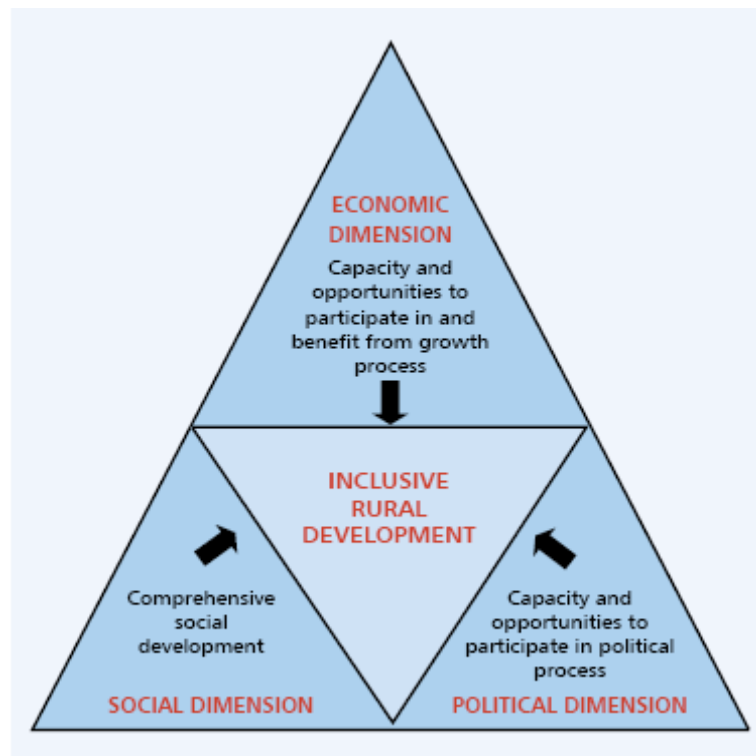 ECONOMIC
DIMENSION
Capacity and
opportunities to
participate in and
benefit from growth
process
INCLUSIVE
RURAL
DEVELOPMENT
Comprehensive
social
development
SOCIAL DIMENSION
Capacity and
opportunities to
participate in political
process
POLITICAL DIMENSION